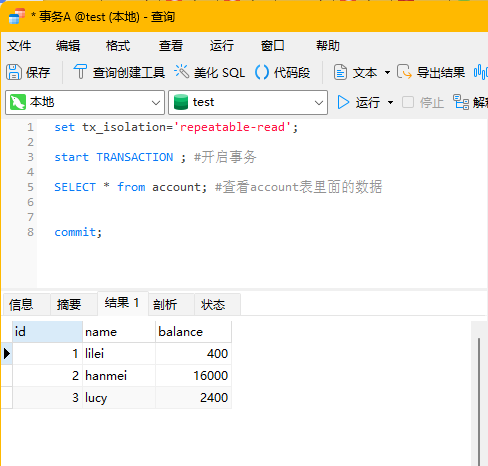 * 事务A @test (本地) - 查询
文件 编辑 格式 查看 运行 窗口 帮助
保存 查询创建工具 美化 SQL () 代码段 文本 导出结果
本地 test 运行 停止 解释
1 set tx_isolation='repeatable-read';
2
3 start TRANSACTION ; #开启事务
4
5 SELECT * from account; #查看account表里面的数据
6
7
8 commit;
信息 摘要 结果 1 剖析 状态
id name balance
1 lilei 400
2 hanmei 16000
3 lucy 2400